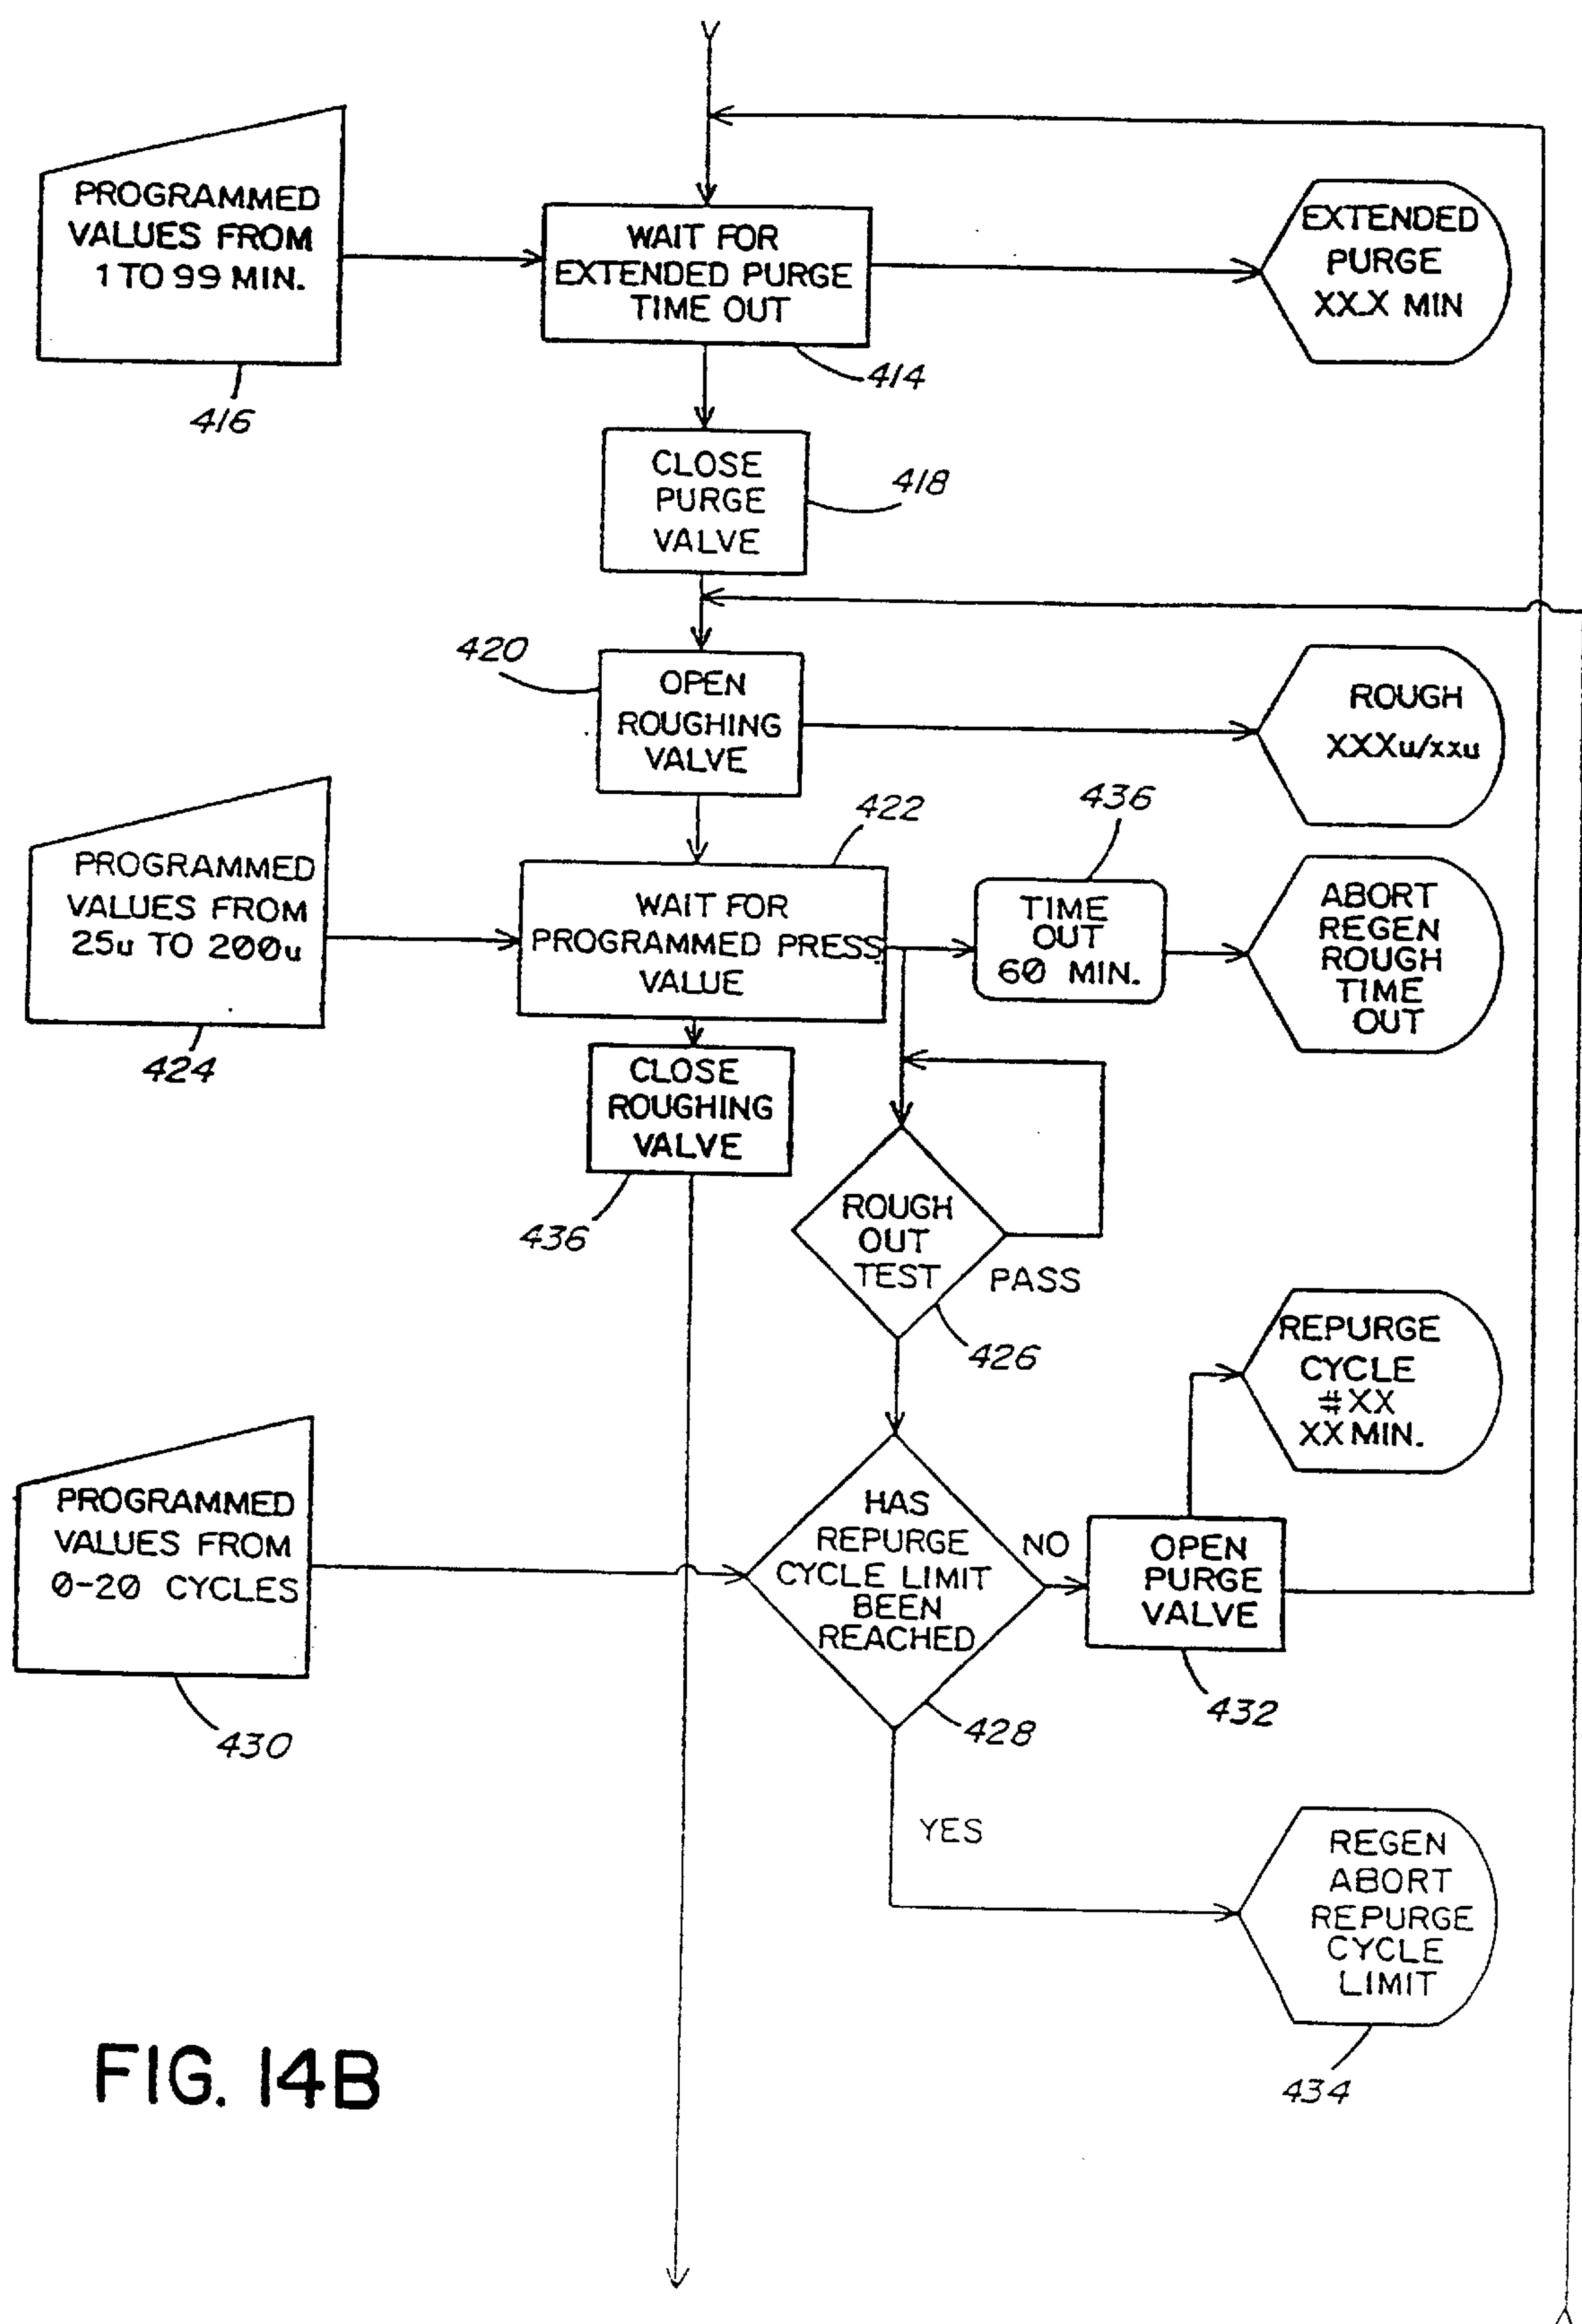 PROGRAMMED
VALUES FROM
1 TO 99 MIN.
416
WAIT FOR
EXTENDED PURGE
TIME OUT
414
EXTENDED
PURGE
XX.X MIN
CLOSE
PURGE
VALVE
418
420
OPEN
ROUGHING
VALVE
ROUGH
XXXu/xxu
PROGRAMMED
VALUES FROM
25u TO 200u
424
422
WAIT FOR
PROGRAMMED PRESS.
VALUE
436
TIME
OUT
60 MIN.
ABORT
REGEN
ROUGH
TIME
OUT
CLOSE
ROUGHING
VALVE
436
ROUGH
OUT
TEST
PASS
426
REPURGE
CYCLE
#XX
XX MIN.
PROGRAMMED
VALUES FROM
0-20 CYCLES
430
HAS
REPURGE
CYCLE LIMIT
BEEN
REACHED
NO
428
OPEN
PURGE
VALVE
432
YES
REGEN
ABORT
REPURGE
CYCLE
LIMIT
434
FIG. 14B